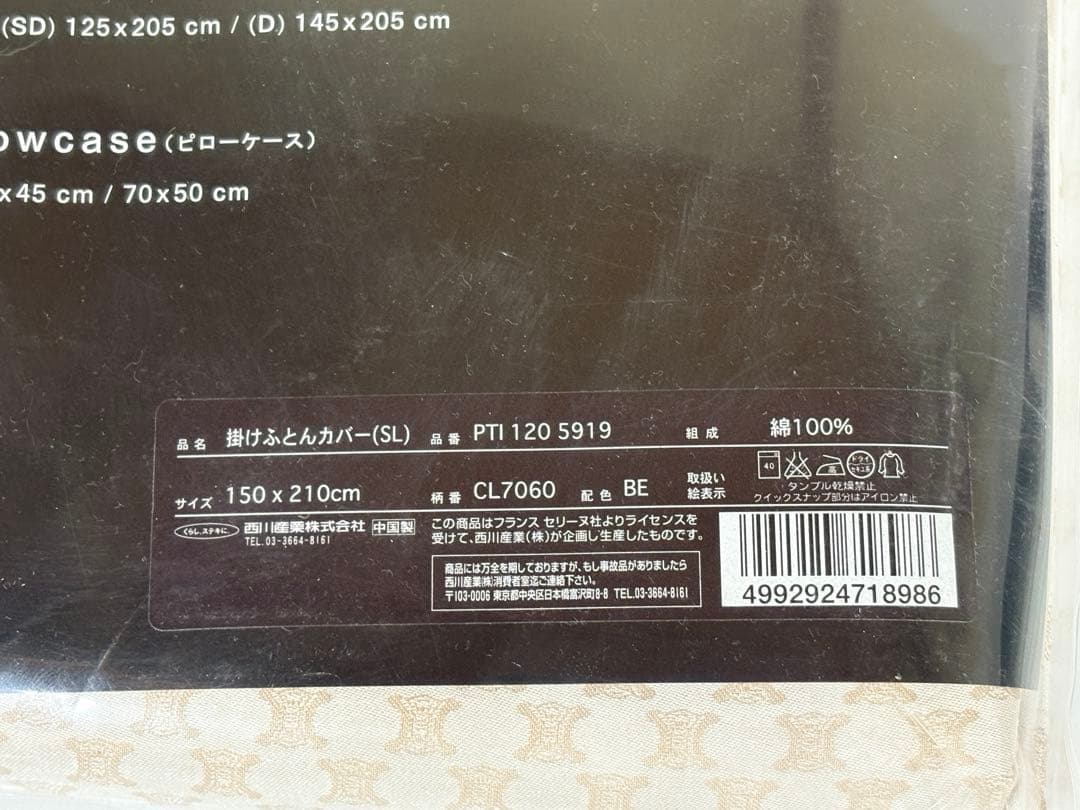 (SD) 125x205 cm / (D) 145x205 cm
owcase(ピローケース)
x45 cm / 70x50 cm
品名 掛けふとんカバー(SL) 品番 PTI 120 5919 組成 綿100%
サイズ 150 x 210cm 柄番 CL7060 配色 BE 取扱い絵表示
40 高 ドライ セキユ系
タンブル乾燥禁止
クイックスナップ部分はアイロン禁止
くらし、ステキに 西川産業株式会社 中国製
TEL.03-3664-8161
この商品はフランス セリーヌ社よりライセンスを
受けて、西川産業(株)が企画し生産したものです。
商品には万全を期しておりますが、もし事故品がありましたら
西川産業㈱消費者室迄ご連絡下さい。
〒103-0006 東京都中央区日本橋富沢町8-8 TEL.03-3664-8161
4992924718986